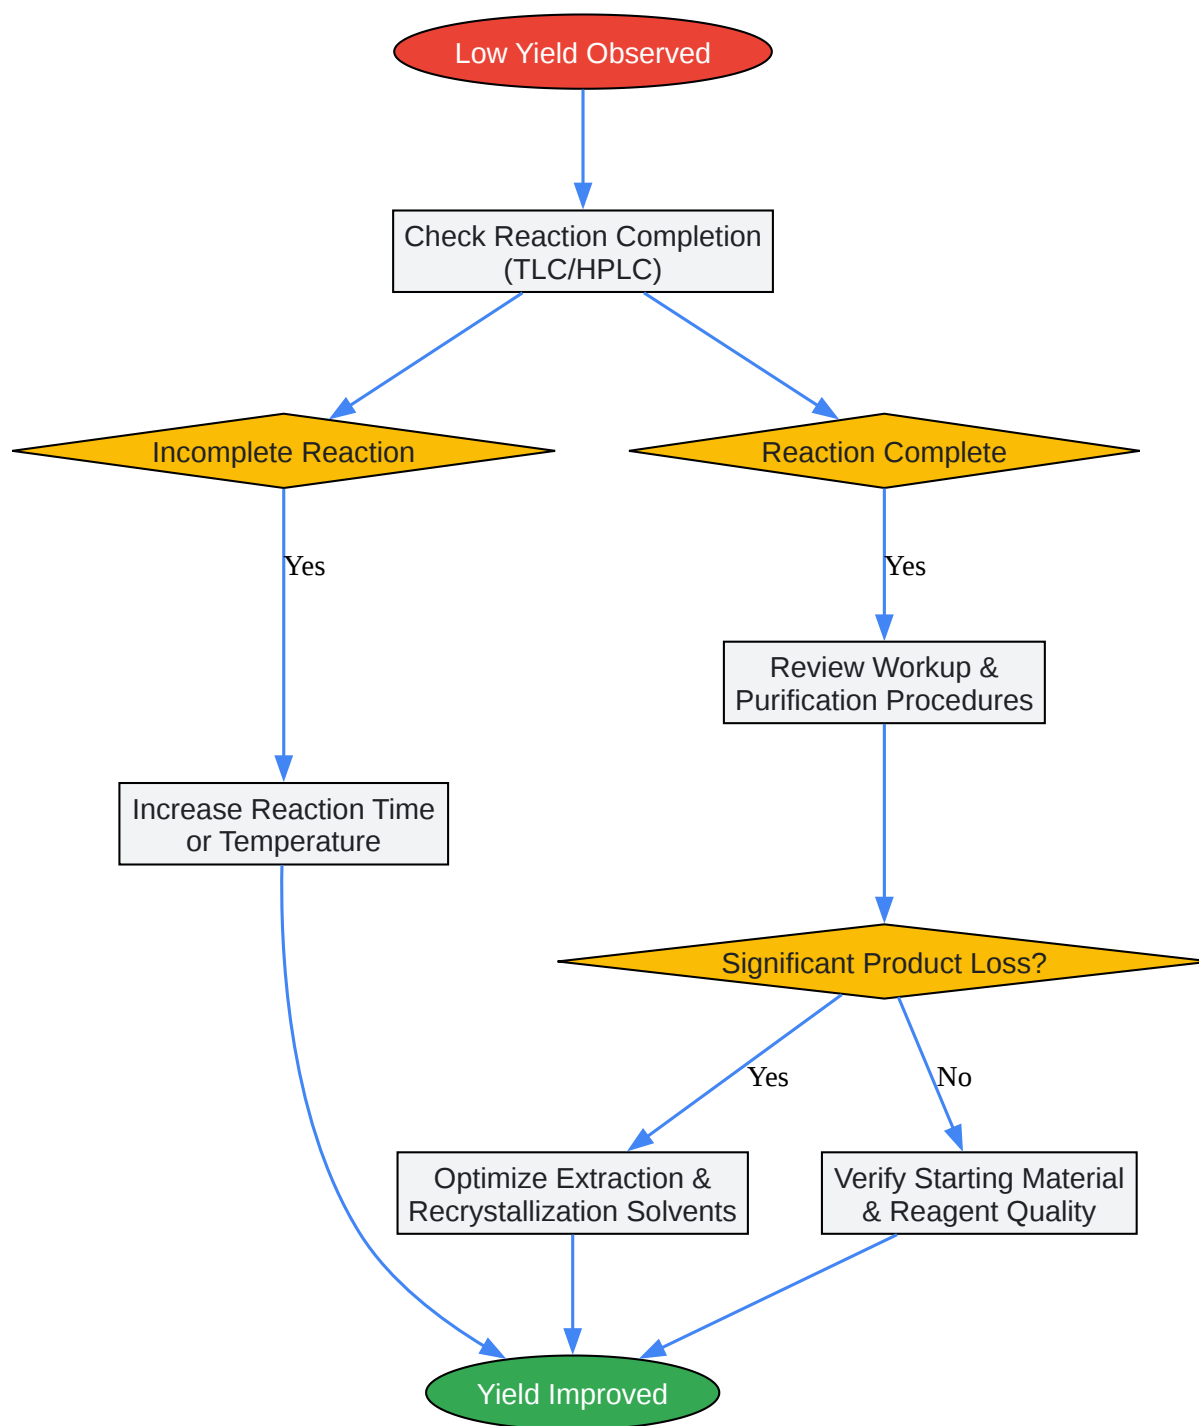 Low Yield Observed
Check Reaction Completion
(TLC/HPLC)
Incomplete Reaction
Reaction Complete
Yes
Yes
Review Workup &
Purification Procedures
Increase Reaction Time
or Temperature
Significant Product Loss?
Yes
No
Optimize Extraction &
Recrystallization Solvents
Verify Starting Material
& Reagent Quality
Yield Improved